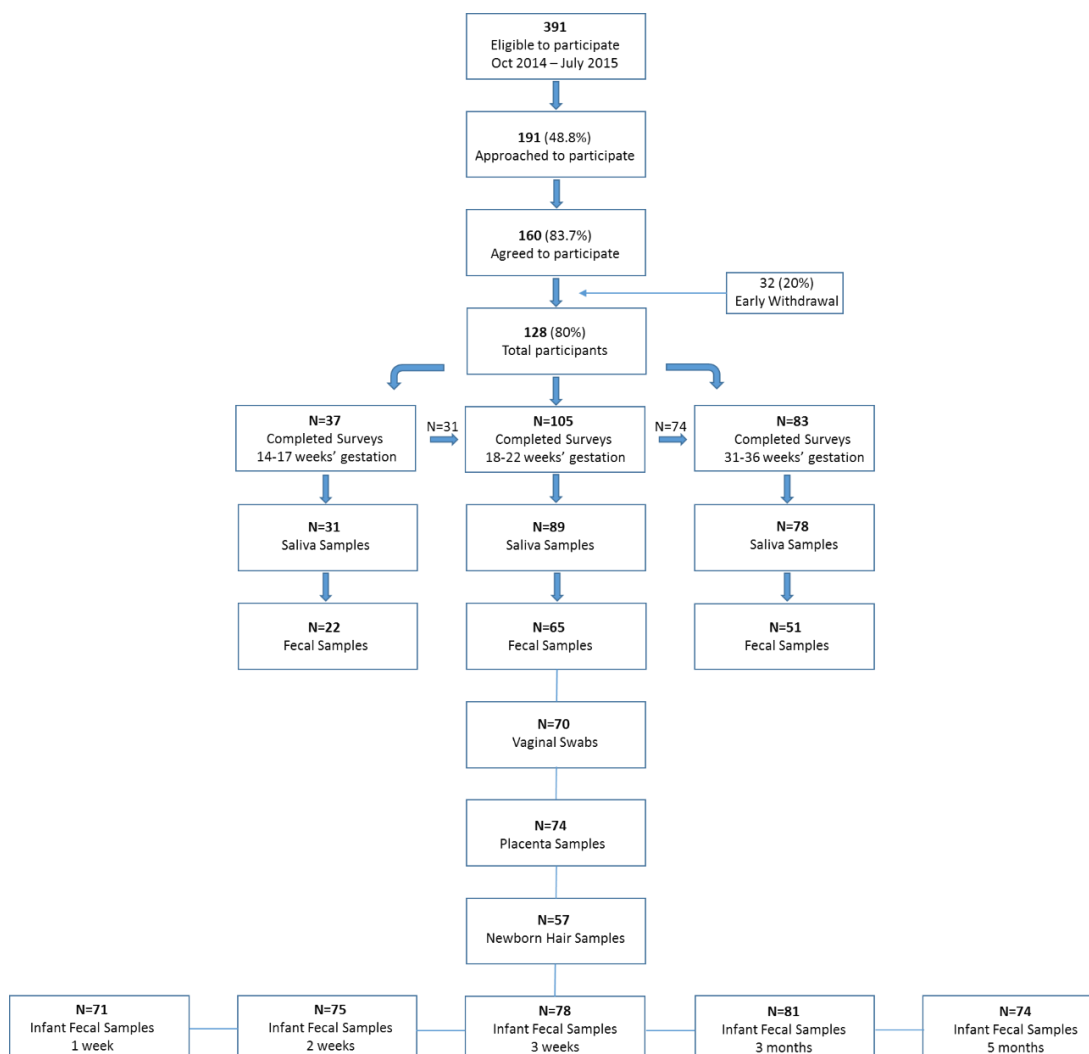 391
Eligible to participate
Oct 2014 – July 2015
191 (48.8%)
Approached to participate
160 (83.7%)
Agreed to participate
32 (20%)
Early Withdrawal
128 (80%)
Total participants
N=37
Completed Surveys
14-17 weeks’ gestation
N=31
N=105
Completed Surveys
18-22 weeks’ gestation
N=74
N=83
Completed Surveys
31-36 weeks’ gestation
N=31
Saliva Samples
N=89
Saliva Samples
N=78
Saliva Samples
N=22
Fecal Samples
N=65
Fecal Samples
N=51
Fecal Samples
N=70
Vaginal Swabs
N=74
Placenta Samples
N=57
Newborn Hair Samples
N=71
Infant Fecal Samples
1 week
N=75
Infant Fecal Samples
2 weeks
N=78
Infant Fecal Samples
3 weeks
N=81
Infant Fecal Samples
3 months
N=74
Infant Fecal Samples
5 months